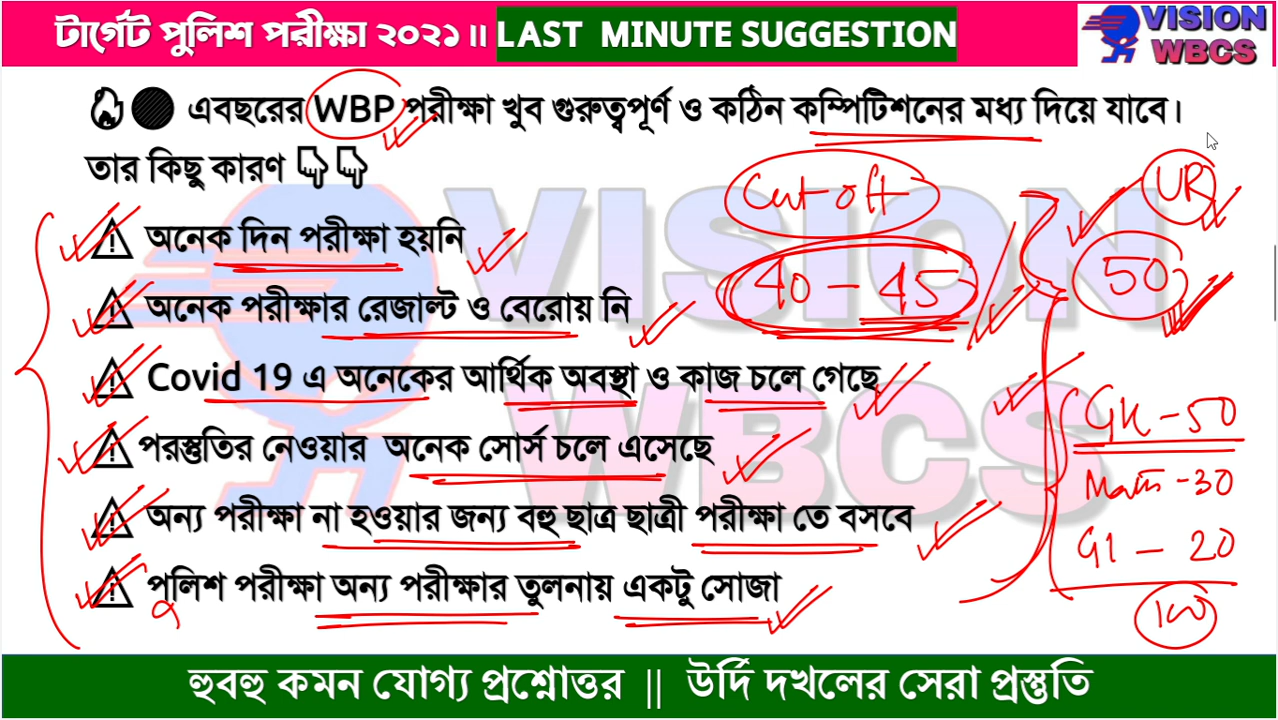 টার্গেট পুলিশ পরীক্ষা ২০২১ ॥ LAST MINUTE SUGGESTION
VISION
WBCS
এবছরের WBP পরীক্ষা খুব গুরুত্বপূর্ণ ও কঠিন কম্পিটিশনের মধ্য দিয়ে যাবে।
তার কিছু কারণ
অনেক দিন পরীক্ষা হয়নি
অনেক পরীক্ষার রেজাল্ট ও বেরোয় নি
Covid 19 এ অনেকের আর্থিক অবস্থা ও কাজ চলে গেছে
পরস্তুতির নেওয়ার অনেক সোর্স চলে এসেছে
অন্য পরীক্ষা না হওয়ার জন্য বহু ছাত্র ছাত্রী পরীক্ষা তে বসবে
পুলিশ পরীক্ষা অন্য পরীক্ষার তুলনায় একটু সোজা
Cut off
40 - 45
UR
50
GK - 50
Math - 30
GI - 20
100
VISION
WBCS
হুবহু কমন যোগ্য প্রশ্নোত্তর || উর্দি দখলের সেরা প্রস্তুতি